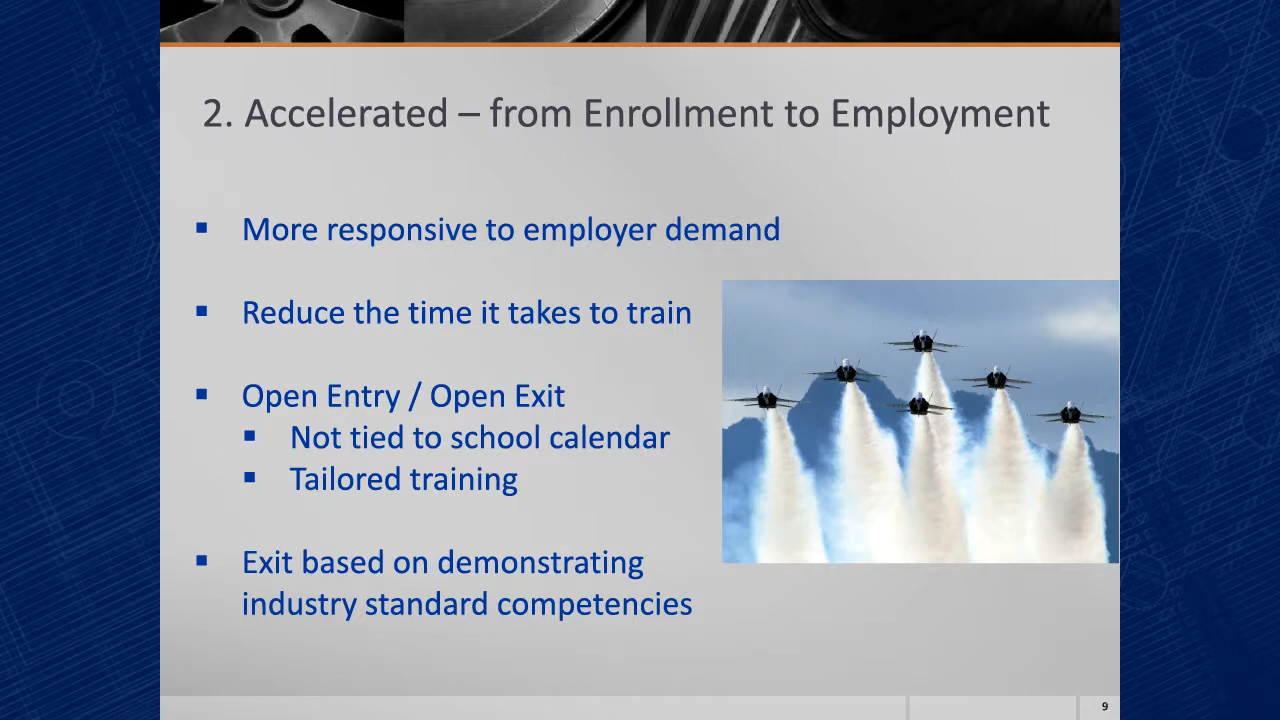 2. Accelerated – from Enrollment to Employment
▪ More responsive to employer demand
▪ Reduce the time it takes to train
▪ Open Entry / Open Exit
▪ Not tied to school calendar
▪ Tailored training
▪ Exit based on demonstrating
industry standard competencies
9